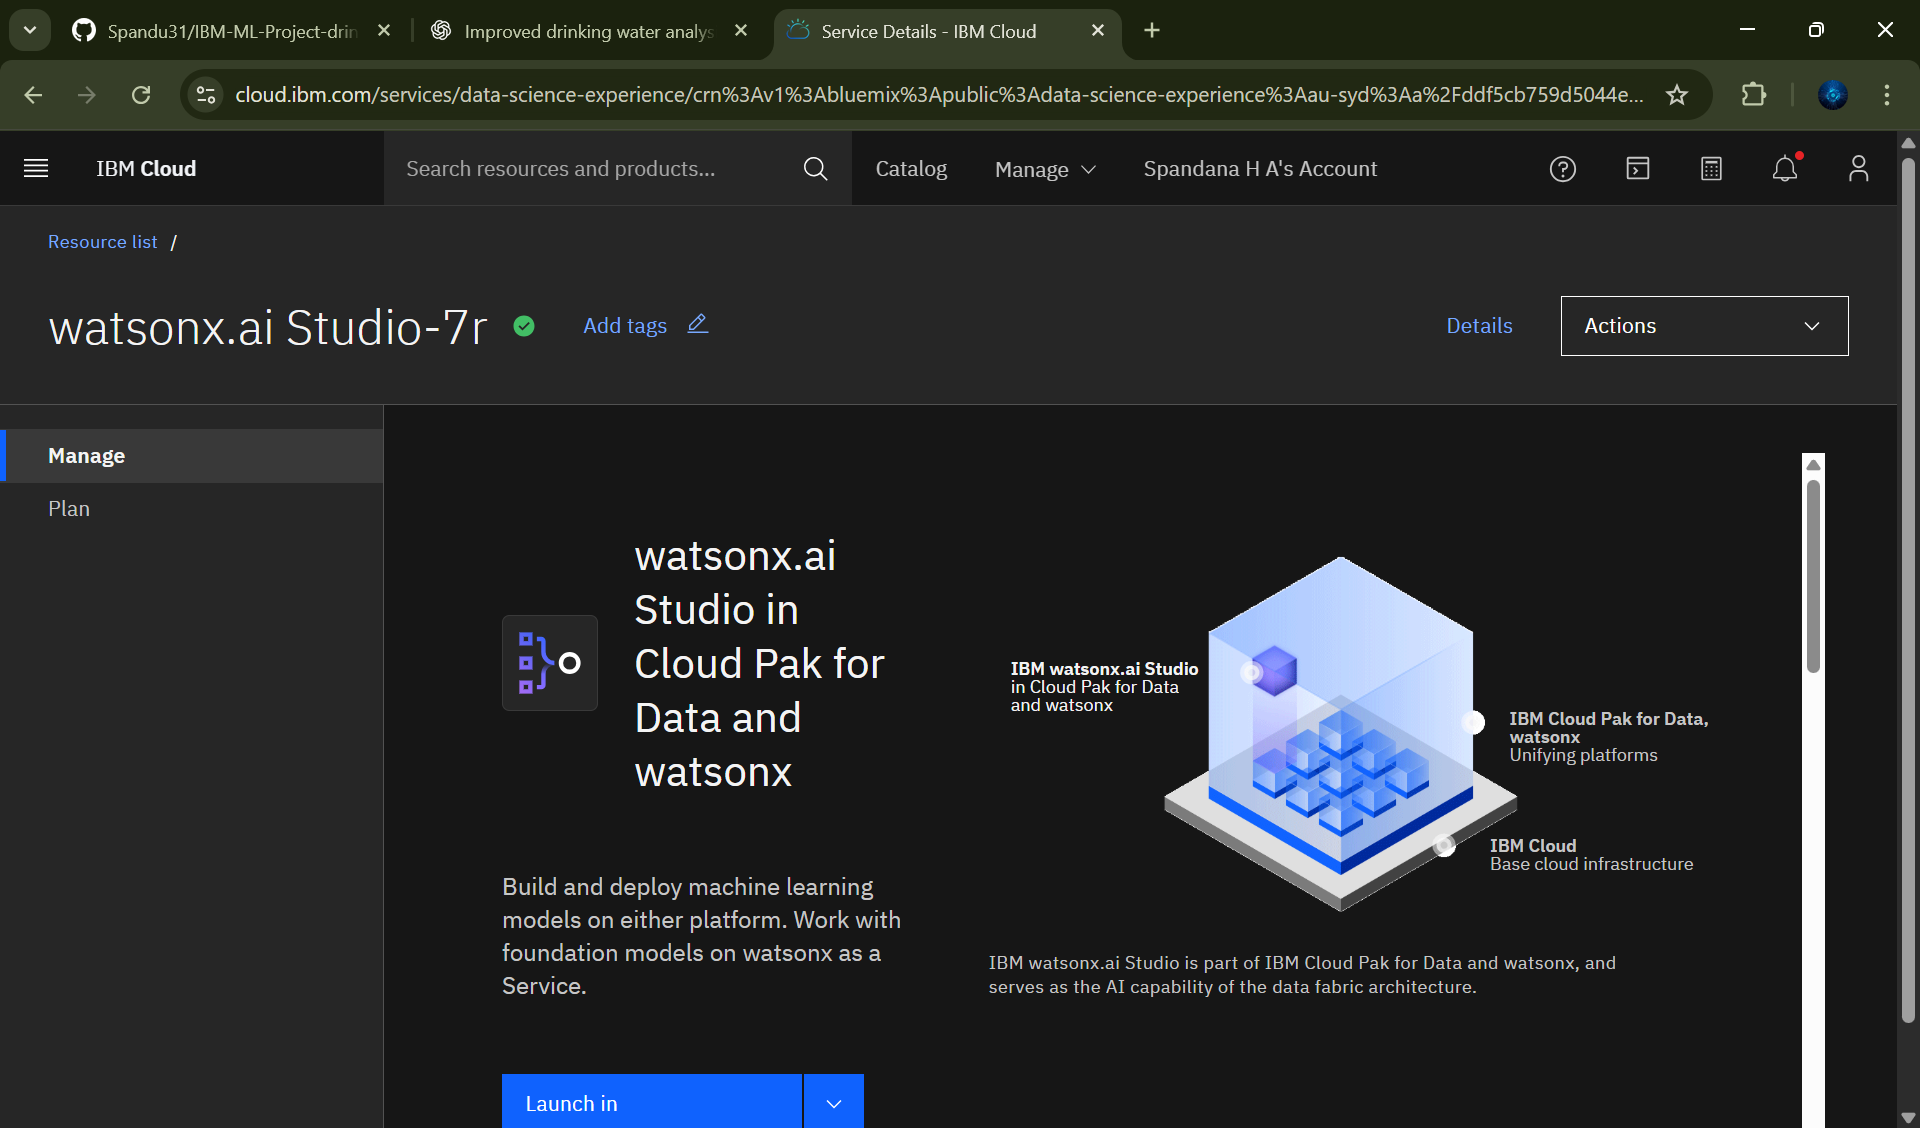 Spandu31/IBM-ML-Project-drin
Improved drinking water analys
Service Details - IBM Cloud
cloud.ibm.com/services/data-science-experience/crn%3Av1%3Abluemix%3Apublic%3Adata-science-experience%3Aau-syd%3Aa%2Fddf5cb759d5044e...
IBM Cloud
Search resources and products...
Catalog
Manage
Spandana H A's Account
Resource list /
watsonx.ai Studio-7r
Add tags
Details
Actions
Manage
Plan
watsonx.ai
Studio in
Cloud Pak for
Data and
watsonx
Build and deploy machine learning
models on either platform. Work with
foundation models on watsonx as a
Service.
Launch in
IBM watsonx.ai Studio
in Cloud Pak for Data
and watsonx
IBM Cloud Pak for Data,
watsonx
Unifying platforms
IBM Cloud
Base cloud infrastructure
IBM watsonx.ai Studio is part of IBM Cloud Pak for Data and watsonx, and
serves as the AI capability of the data fabric architecture.